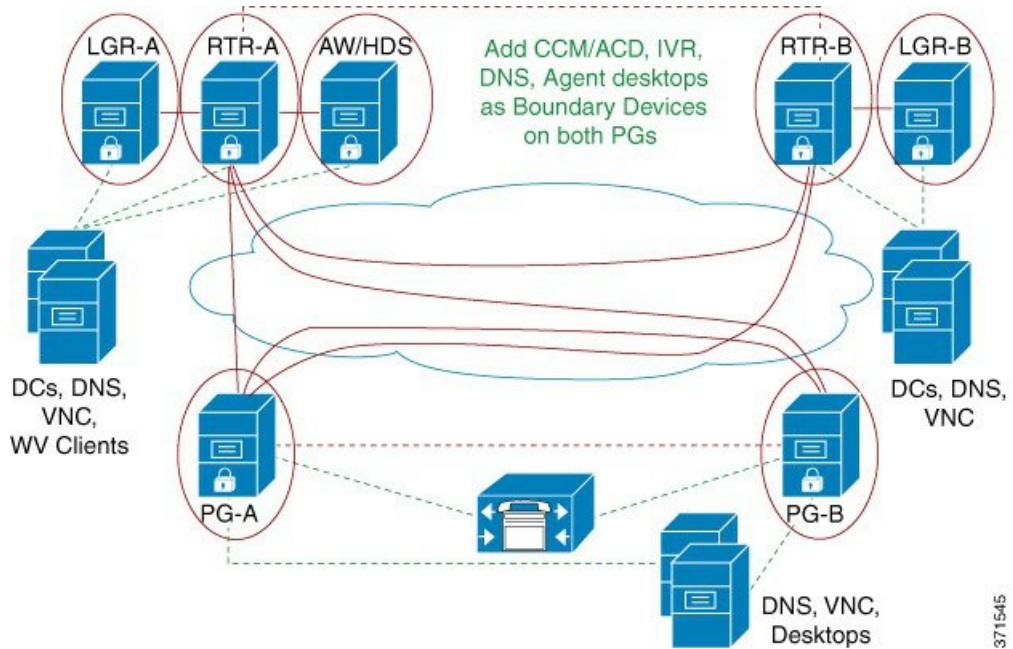 LGR-A
RTR-A
AW/HDS
Add CCM/ACD, IVR,
DNS, Agent desktops
as Boundary Devices
on both PGs
RTR-B
LGR-B
DCs, DNS,
VNC,
WV Clients
DCs, DNS,
VNC
PG-A
PG-B
DNS, VNC,
Desktops
371545